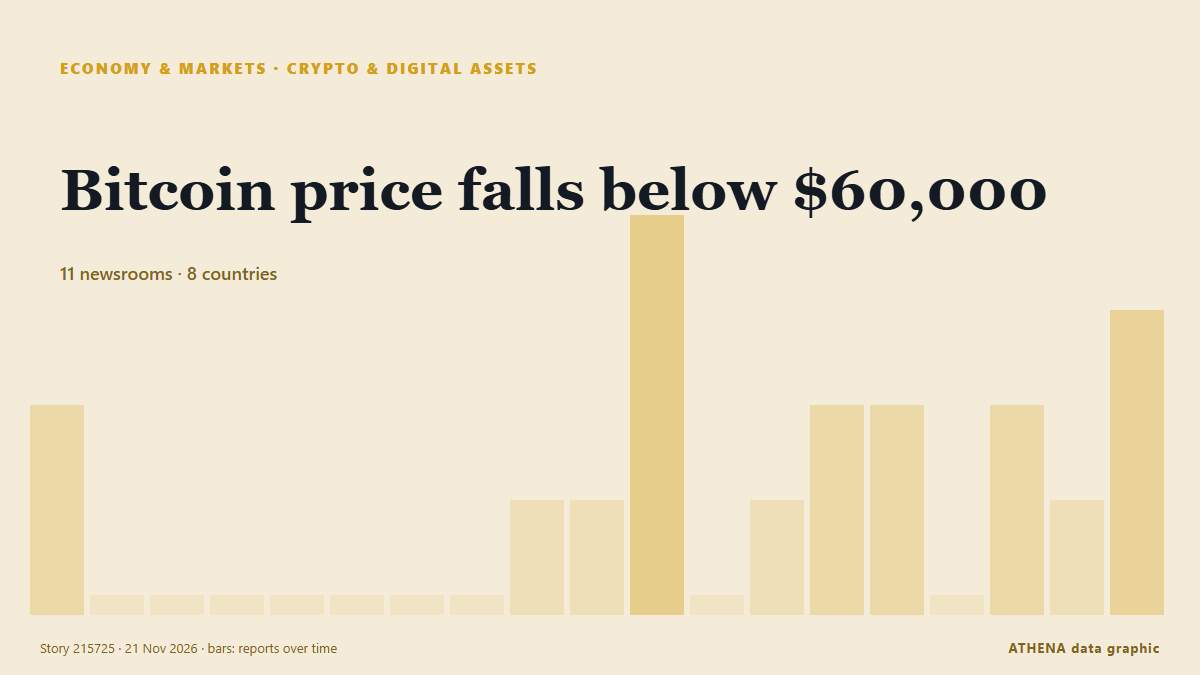 ECONOMY & MARKETS · CRYPTO & DIGITAL ASSETS
Bitcoin price falls below $60,000
11 newsrooms · 8 countries
Story 215725 · 21 Nov 2026 · bars: reports over time
ATHENA data graphic